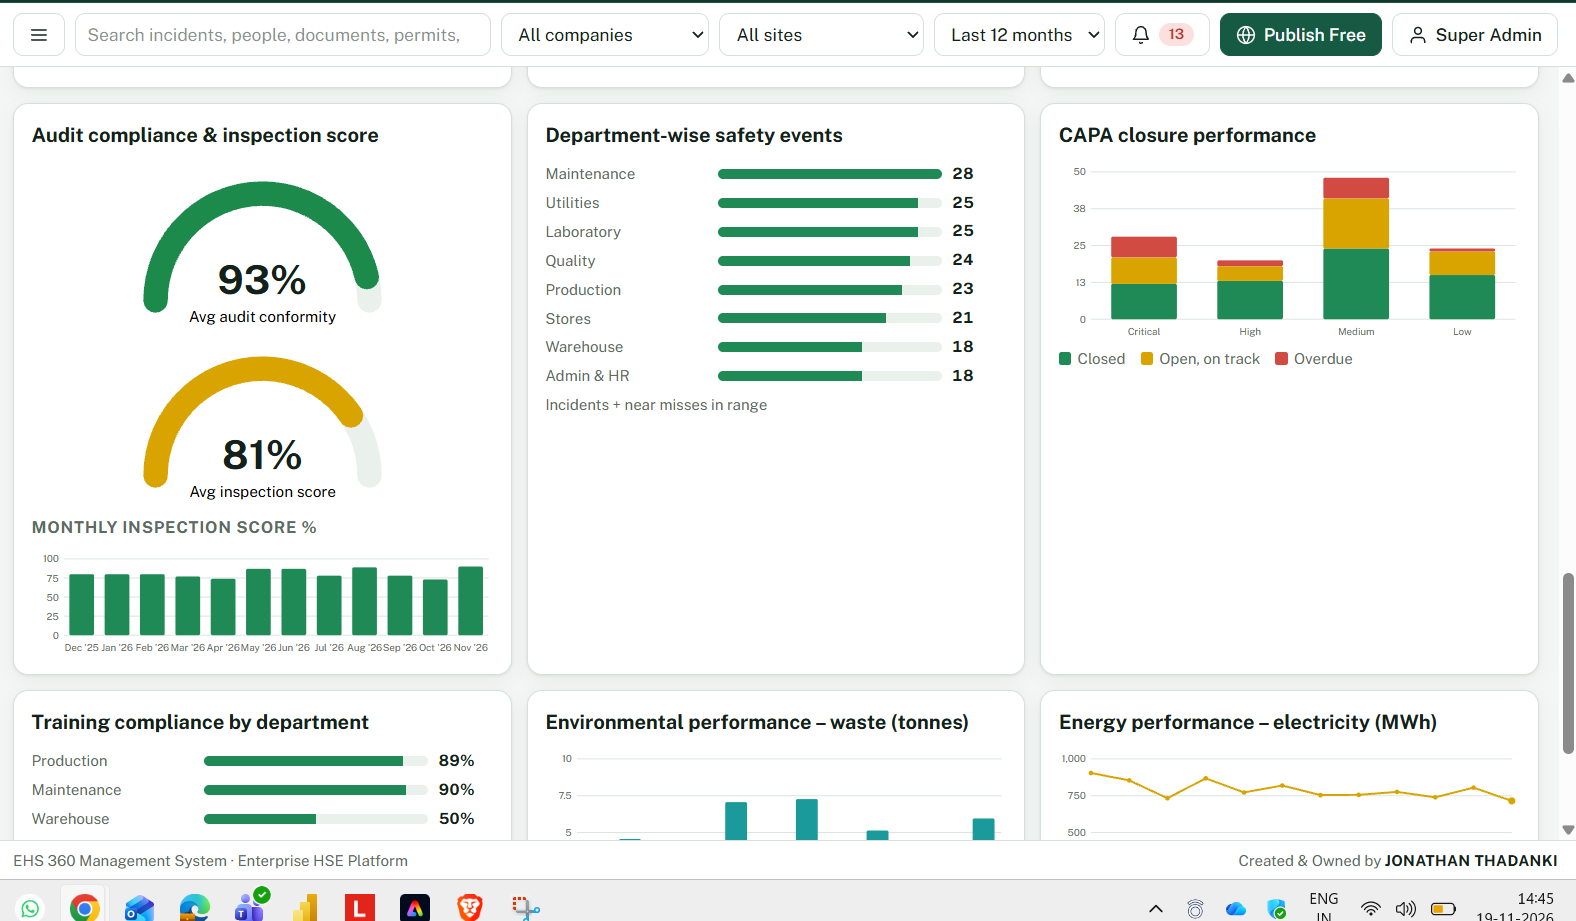 Search incidents, people, documents, permits,
All companies
All sites
Last 12 months
13
Publish Free
Super Admin
Audit compliance & inspection score
93%
Avg audit conformity
81%
Avg inspection score
MONTHLY INSPECTION SCORE %
100
75
50
25
0
Dec '25 Jan '26 Feb '26 Mar '26 Apr '26 May '26 Jun '26 Jul '26 Aug '26 Sep '26 Oct '26 Nov '26
Department-wise safety events
Maintenance 28
Utilities 25
Laboratory 25
Quality 24
Production 23
Stores 21
Warehouse 18
Admin & HR 18
Incidents + near misses in range
CAPA closure performance
50
38
25
13
0
Critical High Medium Low
Closed Open, on track Overdue
Training compliance by department
Production 89%
Maintenance 90%
Warehouse 50%
Environmental performance – waste (tonnes)
10
7.5
5
Energy performance – electricity (MWh)
1,000
750
500
EHS 360 Management System · Enterprise HSE Platform
Created & Owned by JONATHAN THADANKI
ENG
IN
14:45
19-11-2026